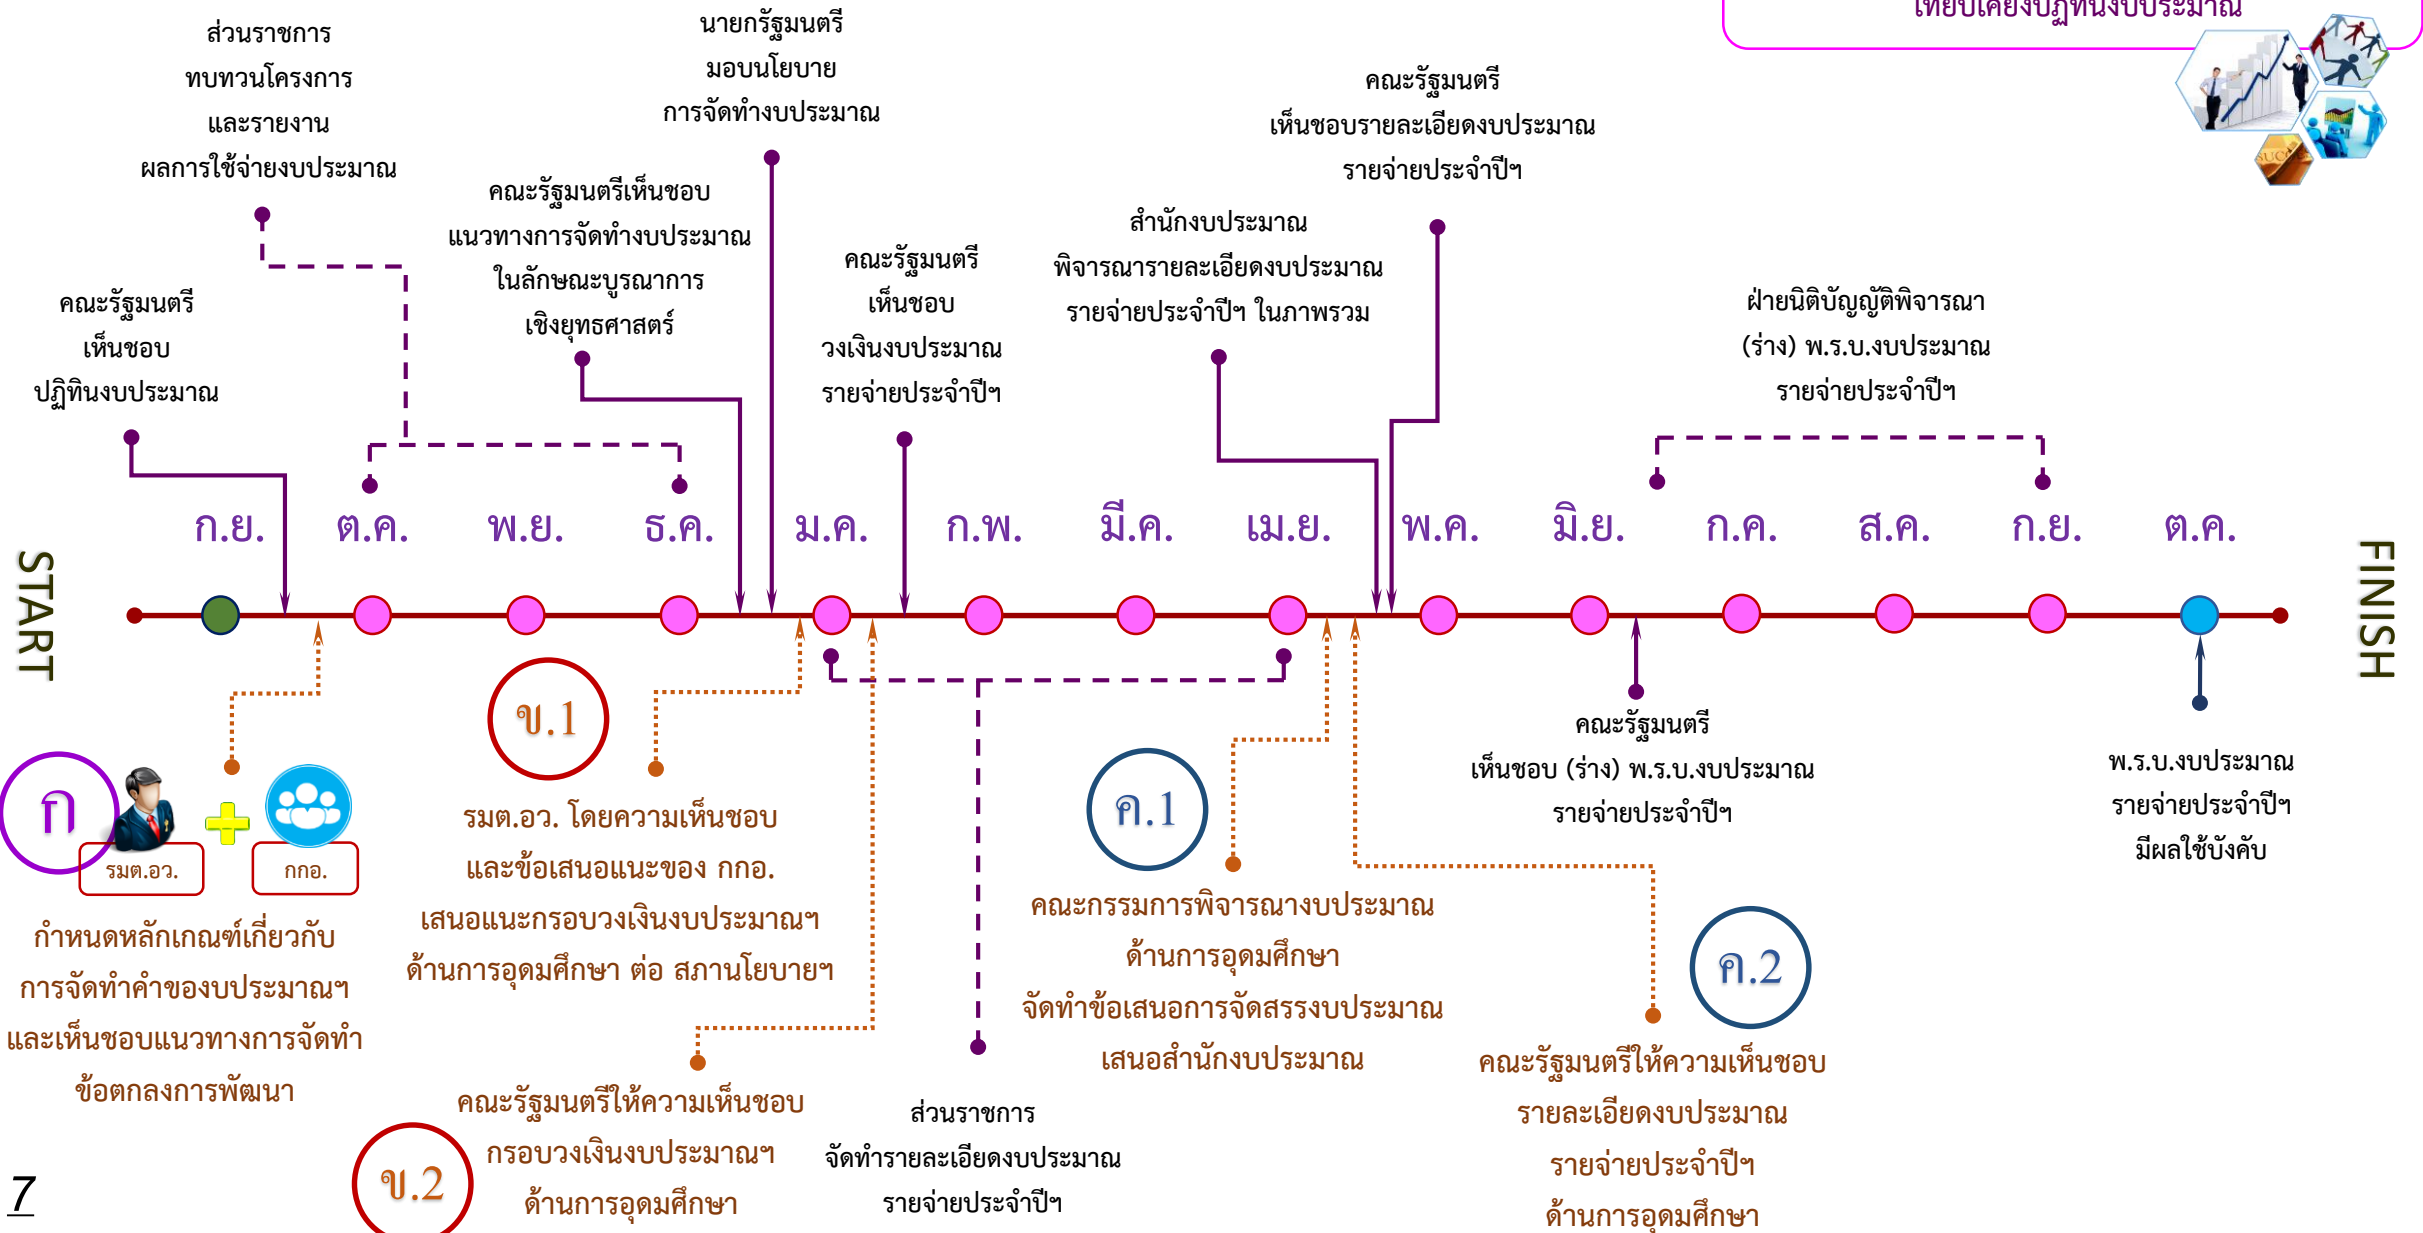 เทียบเคียงปฏิทินงบประมาณ
ส่วนราชการ
ทบทวนโครงการ
และรายงาน
ผลการใช้จ่ายงบประมาณ
นายกรัฐมนตรี
มอบนโยบาย
การจัดทำงบประมาณ
คณะรัฐมนตรี
เห็นชอบรายละเอียดงบประมาณ
รายจ่ายประจำปีฯ
คณะรัฐมนตรีเห็นชอบ
แนวทางการจัดทำงบประมาณ
ในลักษณะบูรณาการ
เชิงยุทธศาสตร์
สำนักงบประมาณ
พิจารณารายละเอียดงบประมาณ
รายจ่ายประจำปีฯ ในภาพรวม
คณะรัฐมนตรี
เห็นชอบ
วงเงินงบประมาณ
รายจ่ายประจำปีฯ
คณะรัฐมนตรี
เห็นชอบ
ปฏิทินงบประมาณ
ฝ่ายนิติบัญญัติพิจารณา
(ร่าง) พ.ร.บ.งบประมาณ
รายจ่ายประจำปีฯ
ก.ย. ต.ค. พ.ย. ธ.ค. ม.ค. ก.พ. มี.ค. เม.ย. พ.ค. มิ.ย. ก.ค. ส.ค. ก.ย. ต.ค.
START
FINISH
ก
รมต.อว.
กกอ.
กำหนดหลักเกณฑ์เกี่ยวกับ
การจัดทำคำของบประมาณฯ
และเห็นชอบแนวทางการจัดทำ
ข้อตกลงการพัฒนา
ข.1
รมต.อว. โดยความเห็นชอบ
และข้อเสนอแนะของ กกอ.
เสนอแนะกรอบวงเงินงบประมาณฯ
ด้านการอุดมศึกษา ต่อ สภานโยบายฯ
ข.2
คณะรัฐมนตรีให้ความเห็นชอบ
กรอบวงเงินงบประมาณฯ
ด้านการอุดมศึกษา
ส่วนราชการ
จัดทำรายละเอียดงบประมาณ
รายจ่ายประจำปีฯ
ค.1
คณะกรรมการพิจารณางบประมาณ
ด้านการอุดมศึกษา
จัดทำข้อเสนอการจัดสรรงบประมาณ
เสนอสำนักงบประมาณ
คณะรัฐมนตรี
เห็นชอบ (ร่าง) พ.ร.บ.งบประมาณ
รายจ่ายประจำปีฯ
ค.2
คณะรัฐมนตรีให้ความเห็นชอบ
รายละเอียดงบประมาณ
รายจ่ายประจำปีฯ
ด้านการอุดมศึกษา
พ.ร.บ.งบประมาณ
รายจ่ายประจำปีฯ
มีผลใช้บังคับ
7